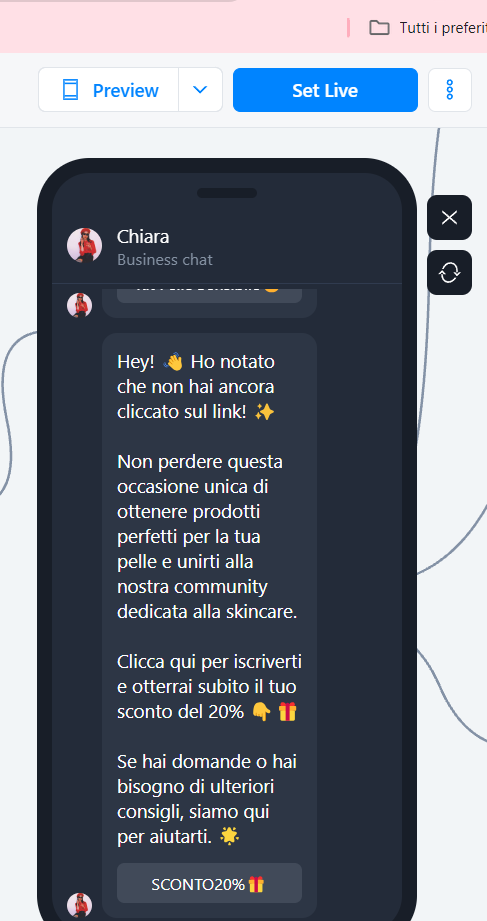 Tutti i preferit
Preview
Set Live
Chiara
Business chat
Hey! 👋 Ho notato
che non hai ancora
cliccato sul link! ✨
Non perdere questa
occasione unica di
ottenere prodotti
perfetti per la tua
pelle e unirti alla
nostra community
dedicata alla skincare.
Clicca qui per iscriverti
e otterrai subito il tuo
sconto del 20% 👇 🎁
Se hai domande o hai
bisogno di ulteriori
consigli, siamo qui
per aiutarti. 🌟
SCONTO20%🎁